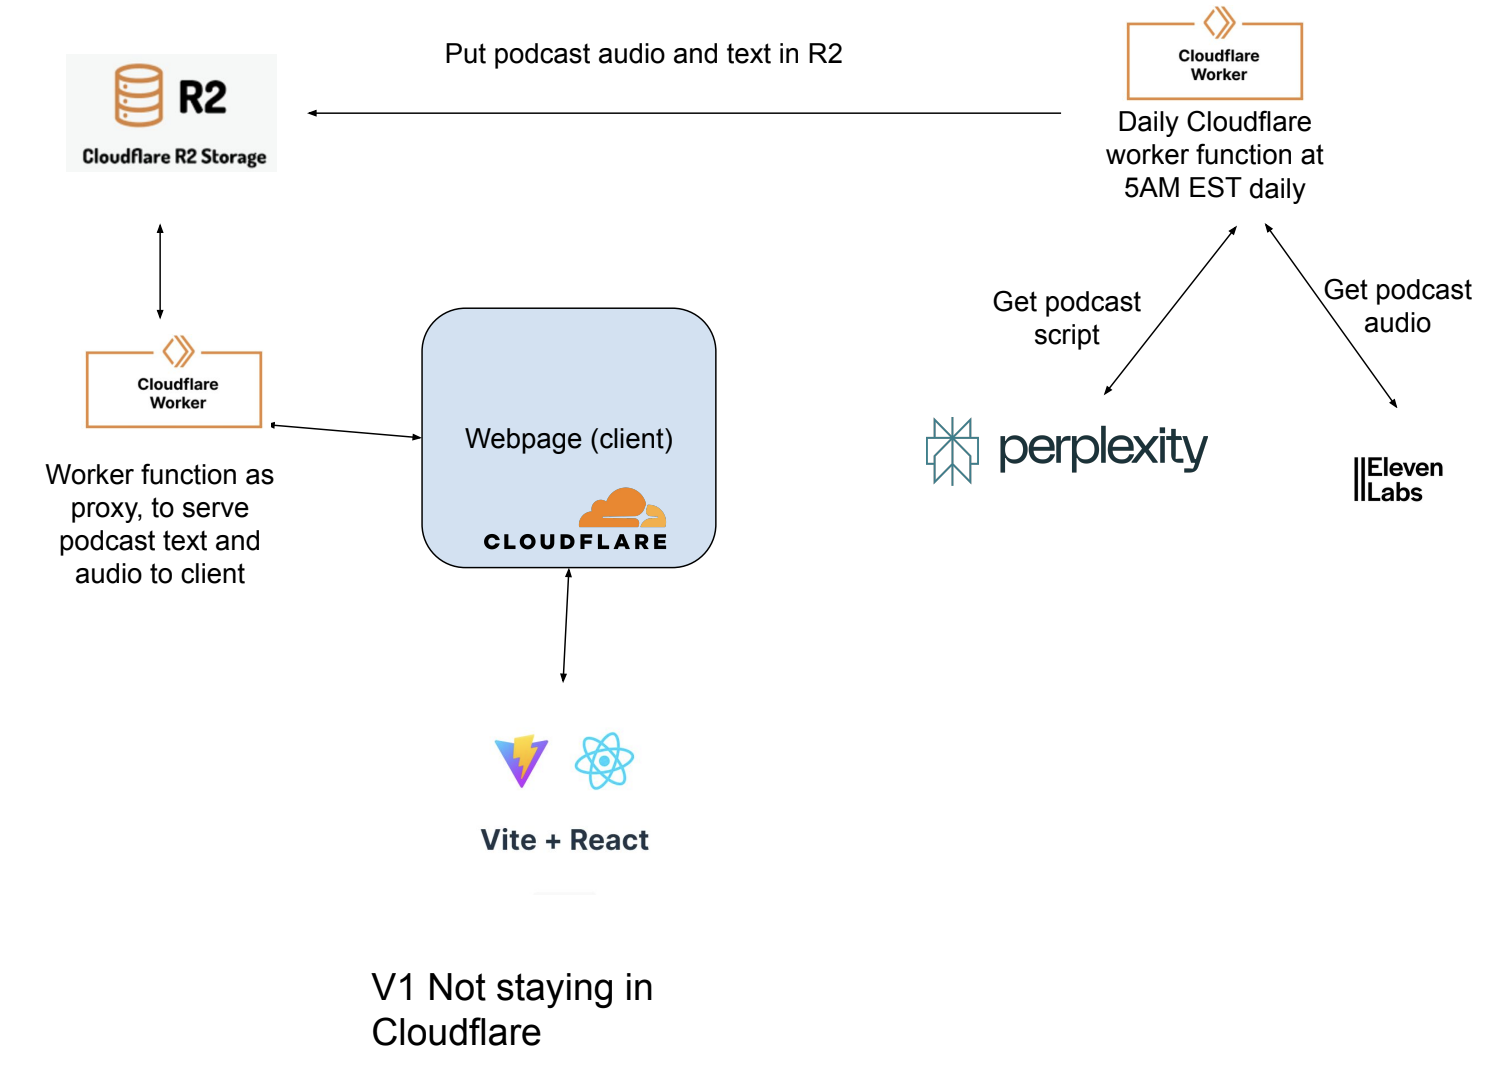 Put podcast audio and text in R2
R2
Cloudflare R2 Storage
Cloudflare
Worker
Daily Cloudflare
worker function at
5AM EST daily
Get podcast
script
Get podcast
audio
perplexity
IIEleven
Labs
Cloudflare
Worker
Worker function as
proxy, to serve
podcast text and
audio to client
Webpage (client)
CLOUDFLARE
Vite + React
V1 Not staying in
Cloudflare